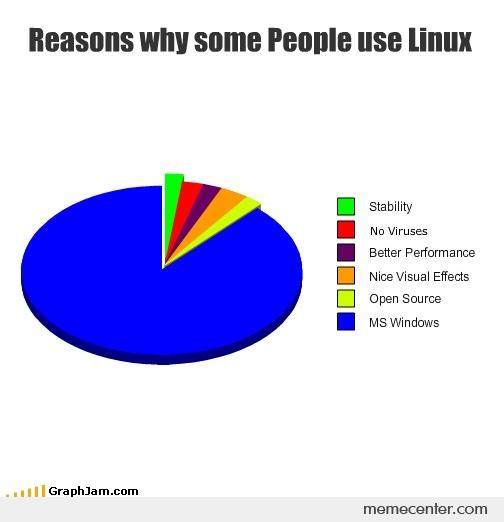 Reasons why some People use Linux
Stability
No Viruses
Better Performance
Nice Visual Effects
Open Source
MS Windows
GraphJam.com
memecenter.com